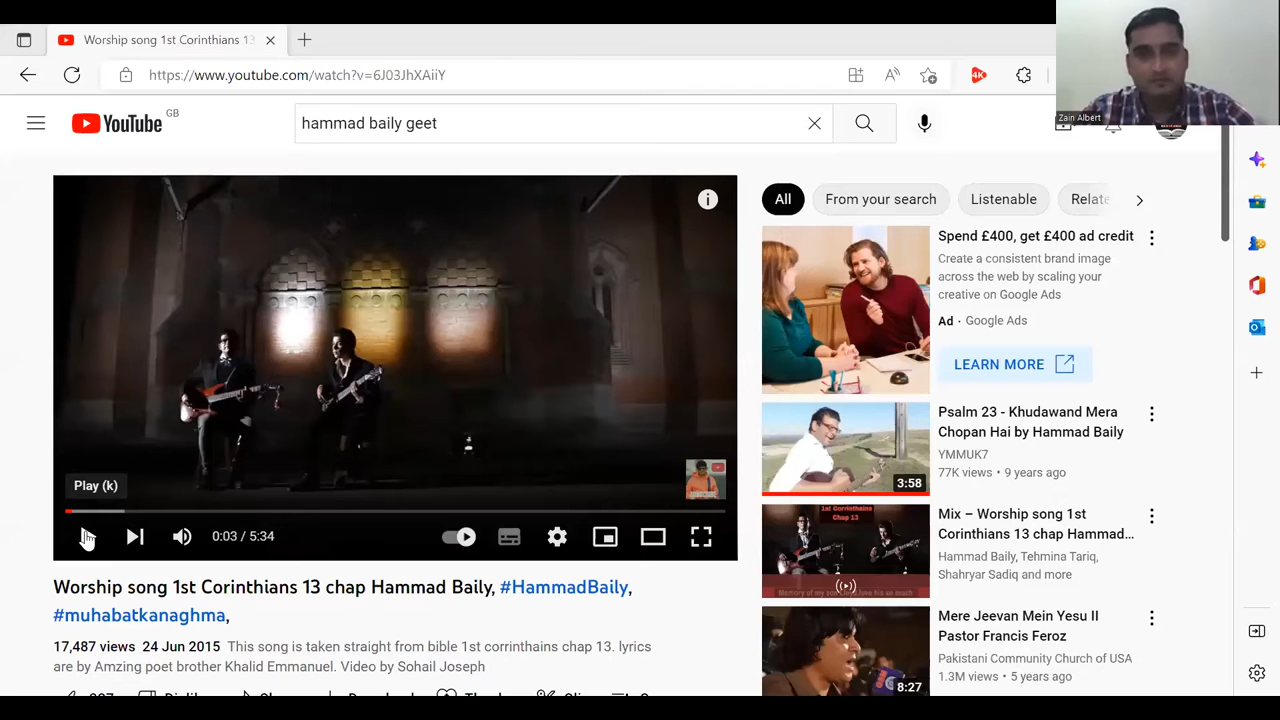 Worship song 1st Corinthians 13
https://www.youtube.com/watch?v=6J03JhXAiiY
4K
Zain Albert
YouTube GB
hammad baily geet
All
From your search
Listenable
Relate
Play (k)
0:03 / 5:34
Worship song 1st Corinthians 13 chap Hammad Baily, #HammadBaily,
#muhabatkanaghma,
17,487 views 24 Jun 2015 This song is taken straight from bible 1st corinthains chap 13. lyrics
are by Amzing poet brother Khalid Emmanuel. Video by Sohail Joseph
Spend £400, get £400 ad credit
Create a consistent brand image
across the web by scaling your
creative on Google Ads
Ad · Google Ads
LEARN MORE
Psalm 23 - Khudawand Mera
Chopan Hai by Hammad Baily
YMMUK7
77K views • 9 years ago
3:58
1st Corrinthains
Chap 13
Mix – Worship song 1st
Corinthians 13 chap Hammad...
Hammad Baily, Tehmina Tariq,
Shahryar Sadiq and more
Mere Jeevan Mein Yesu II
Pastor Francis Feroz
Pakistani Community Church of USA
1.3M views • 5 years ago
8:27